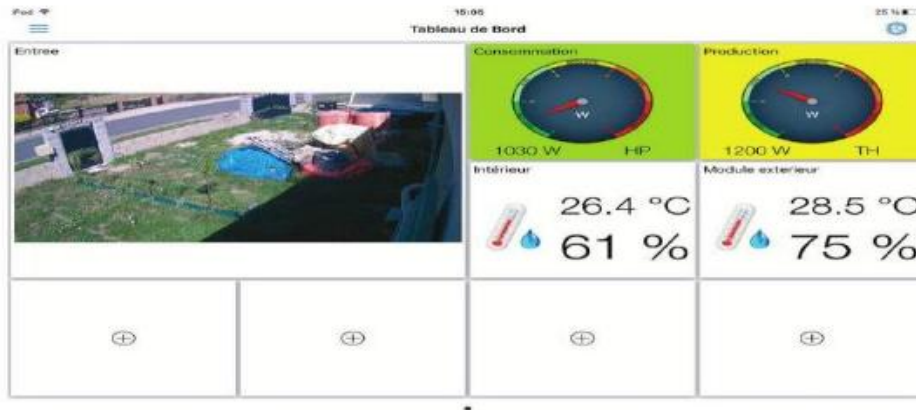 iPad
15:05
25 %
Tableau de Bord
Entree
Consommation
W
1030 W HP
Production
W
1200 W TH
Intérieur
26.4 °C
61 %
Module exterieur
28.5 °C
75 %